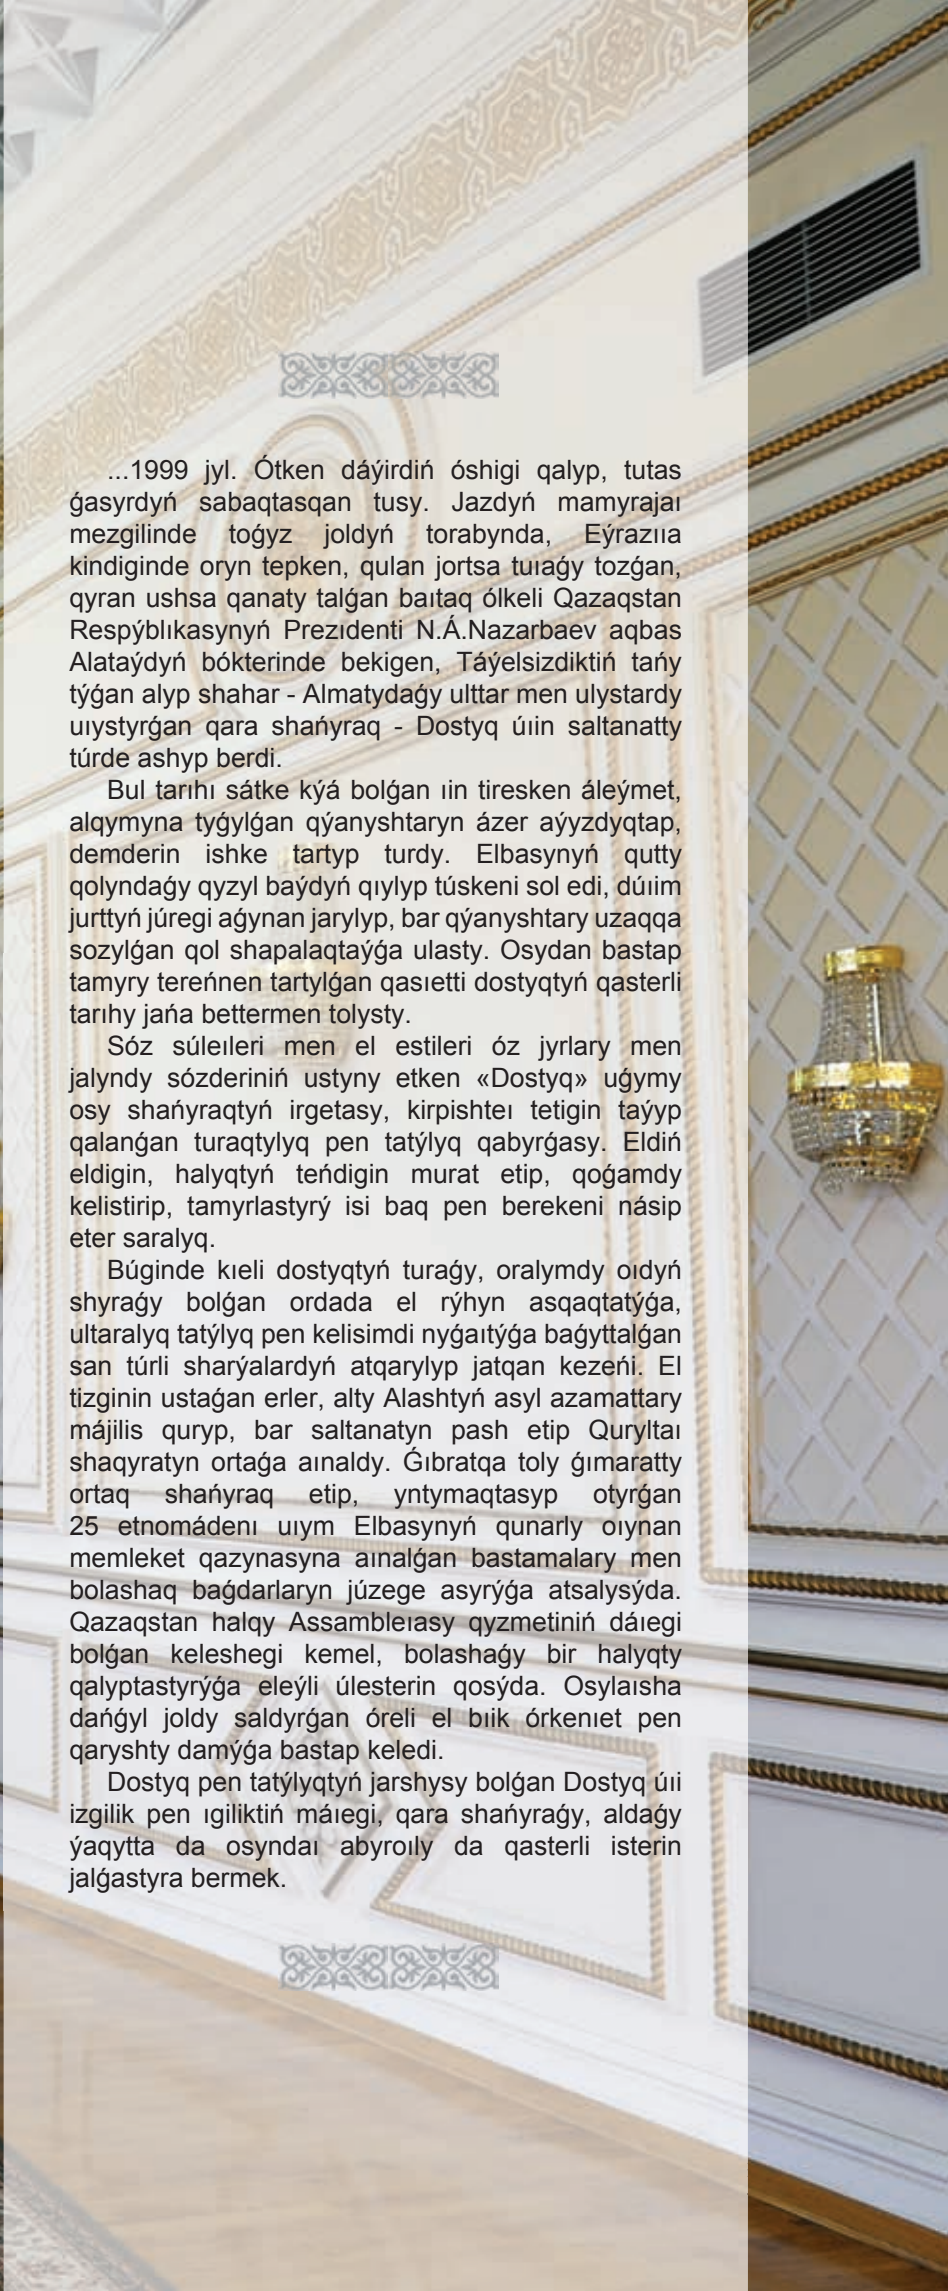 ...1999 jyl. Ótken dáýirdiń óshigi qalyp, tutas
ǵasyrdyń sabaqtasqan tusy. Jazdyń mamyrajaı
mezgilinde toǵyz joldyń torabynda, Eýrazııa
kindiginde oryn tepken, qulan jortsa tuıaǵy tozǵan,
qyran ushsa qanaty talǵan baıtaq ólkeli Qazaqstan
Respýblıkasynyń Prezıdenti N.Á.Nazarbaev aqbas
Alataýdyń bókterinde bekigen, Táýelsizdiktiń tańy
týǵan alyp shahar - Almatydaǵy ulttar men ulystardy
uıystyrǵan qara shańyraq - Dostyq úıin saltanatty
túrde ashyp berdi.
Bul tarıhı sátke kýá bolǵan ıin tiresken áleýmet,
alqymyna tyǵylǵan qýanyshtaryn ázer aýyzdyqtap,
demderin ishke tartyp turdy. Elbasynyń qutty
qolyndaǵy qyzyl baýdyń qıylyp túskeni sol edi, dúıim
jurttyń júregi aǵynan jarylyp, bar qýanyshtary uzaqqa
sozylǵan qol shapalaqtaýǵa ulasty. Osydan bastap
tamyry tereńnen tartylǵan qasıetti dostyqtyń qasterli
tarıhy jańa bettermen tolysty.
Sóz súleıleri men el estileri óz jyrlary men
jalyndy sózderiniń ustyny etken «Dostyq» uǵymy
osy shańyraqtyń irgetasy, kirpishteı tetigin taýyp
qalanǵan turaqtylyq pen tatýlyq qabyrǵasy. Eldiń
eldigin, halyqtyń teńdigin murat etip, qoǵamdy
kelistirip, tamyrlastyrý isi baq pen berekeni násip
eter saralyq.
Búginde kıeli dostyqtyń turaǵy, oralymdy oıdyń
shyraǵy bolǵan ordada el rýhyn asqaqtatýǵa,
ultaralyq tatýlyq pen kelisimdi nyǵaıtýǵa baǵyttalǵan
san túrli sharýalardyń atqarylyp jatqan kezeńi. El
tizginin ustaǵan erler, alty Alashtyń asyl azamattary
májilis quryp, bar saltanatyn pash etip Quryltaı
shaqyratyn ortaǵa aınaldy. Ǵıbratqa toly ǵımaratty
ortaq shańyraq etip, yntymaqtasyp otyrǵan
25 etnomádenı uıym Elbasynyń qunarly oıynan
memleket qazynasyna aınalǵan bastamalary men
bolashaq baǵdarlaryn júzege asyrýǵa atsalysýda.
Qazaqstan halqy Assambleıasy qyzmetiniń dáıegi
bolǵan keleshegi kemel, bolashaǵy bir halyqty
qalyptastyrýǵa eleýli úlesterin qosýda. Osylaısha
dańǵyl joldy saldyrǵan óreli el bıik órkenıet pen
qaryshty damýǵa bastap keledi.
Dostyq pen tatýlyqtyń jarshysy bolǵan Dostyq úıi
izgilik pen ıgiliktiń máıegi, qara shańyraǵy, aldaǵy
ýaqytta da osyndaı abyroıly da qasterli isterin
jalǵastyra bermek.